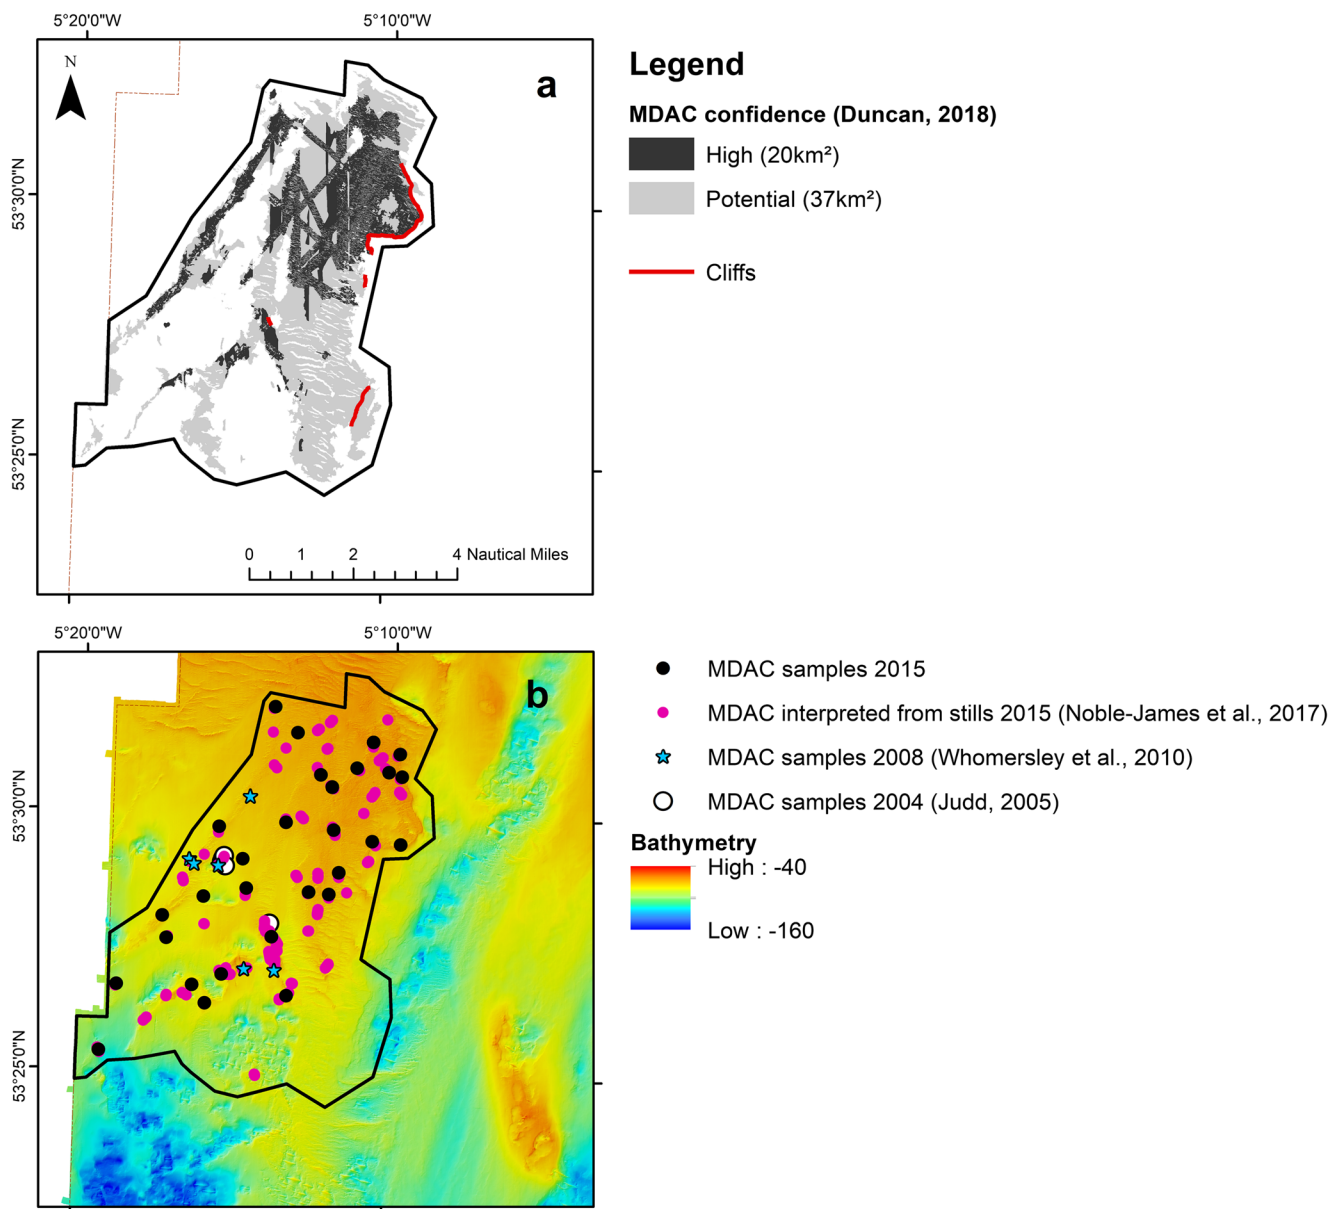 5°20'0"W
5°10'0"W
N
a
53°30'0"N
53°25'0"N
0 1 2 4 Nautical Miles
Legend
MDAC confidence (Duncan, 2018)
High (20km²)
Potential (37km²)
Cliffs
5°20'0"W
5°10'0"W
b
53°30'0"N
53°25'0"N
MDAC samples 2015
MDAC interpreted from stills 2015 (Noble-James et al., 2017)
MDAC samples 2008 (Whomersley et al., 2010)
MDAC samples 2004 (Judd, 2005)
Bathymetry
High : -40
Low : -160